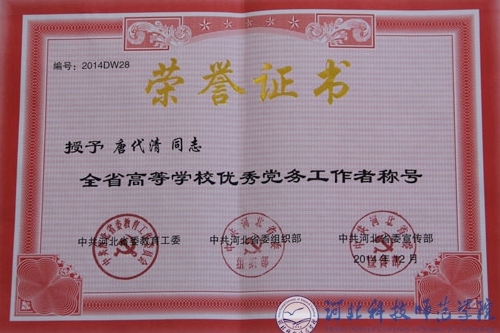 编号：2014DW28
荣誉证书
授予 唐代清 同志
全省高等学校优秀党务工作者称号
中共河北省委教育工委 中共河北省委组织部 中共河北省委宣传部
2014年12月
河北科技师范学院